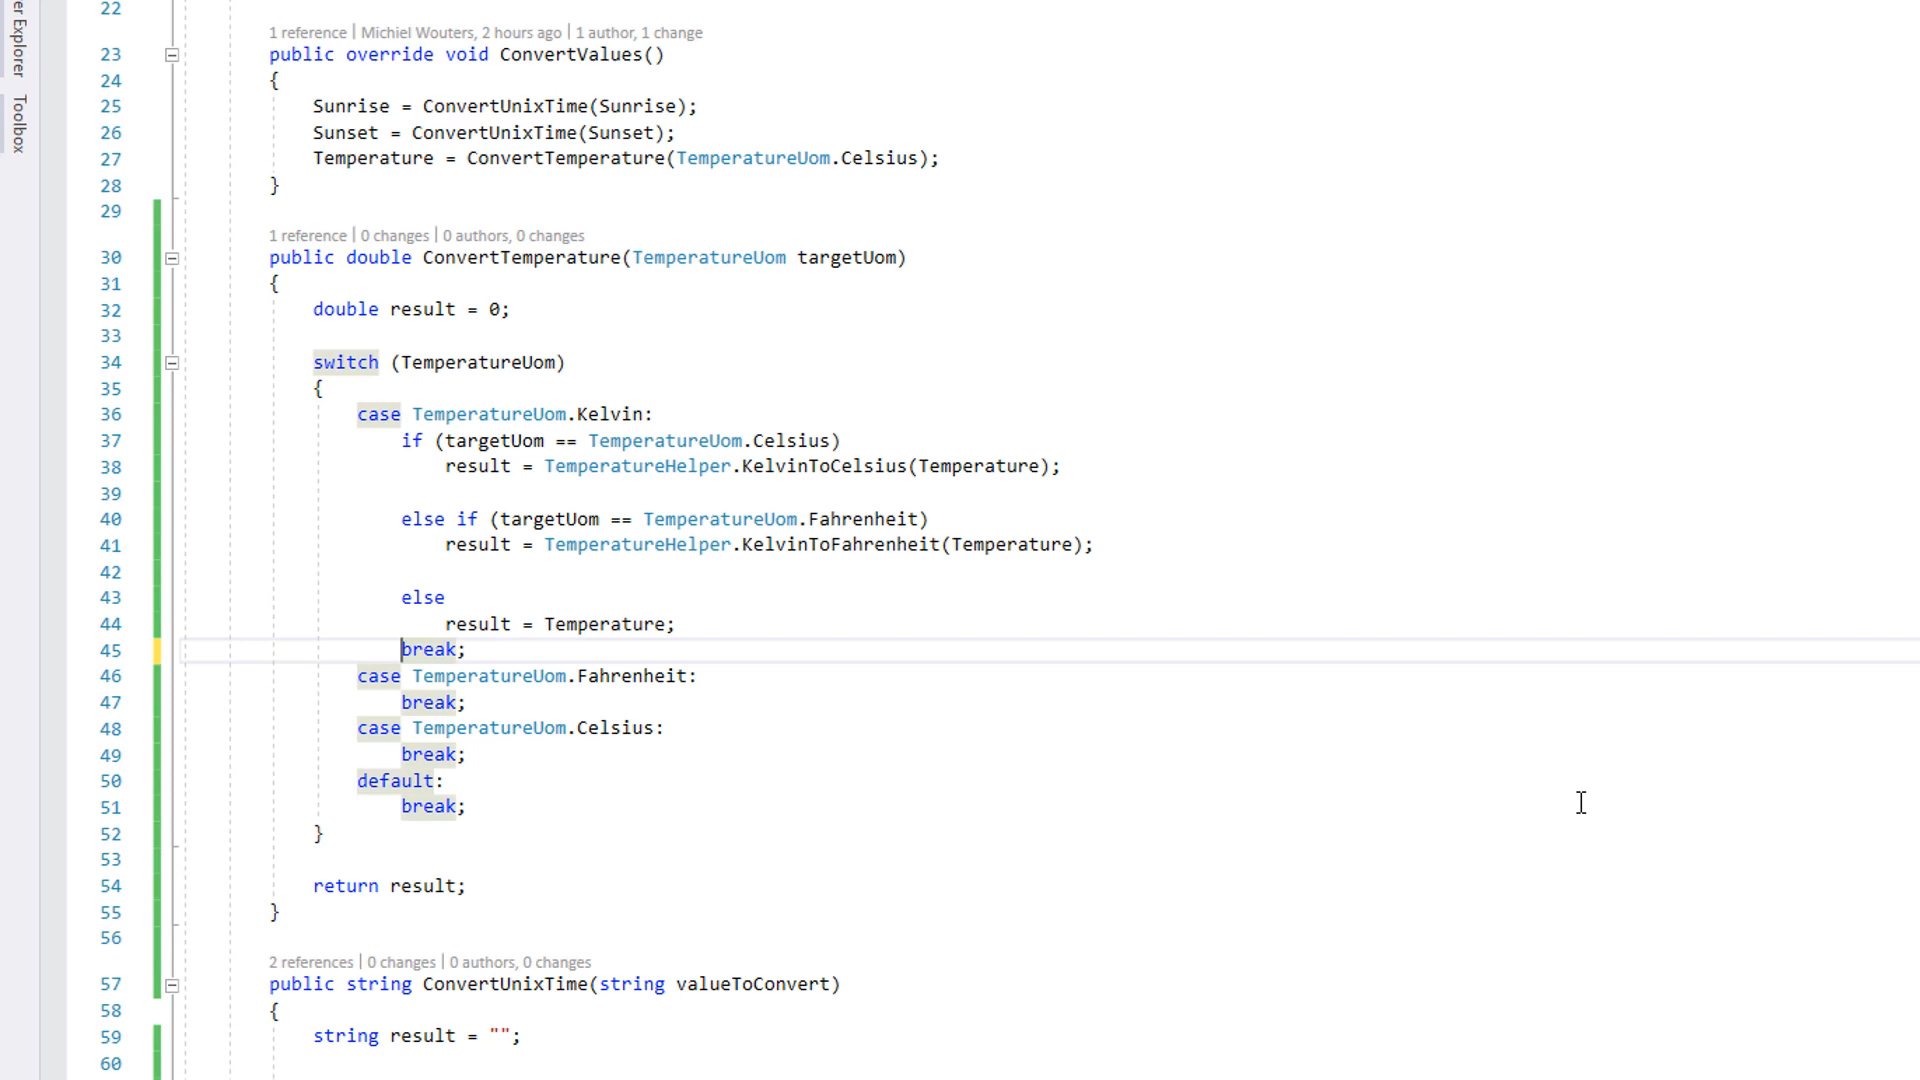 er Explorer
Toolbox
22
1 reference | Michiel Wouters, 2 hours ago | 1 author, 1 change
23 public override void ConvertValues()
24 {
25 Sunrise = ConvertUnixTime(Sunrise);
26 Sunset = ConvertUnixTime(Sunset);
27 Temperature = ConvertTemperature(TemperatureUom.Celsius);
28 }
29
1 reference | 0 changes | 0 authors, 0 changes
30 public double ConvertTemperature(TemperatureUom targetUom)
31 {
32 double result = 0;
33
34 switch (TemperatureUom)
35 {
36 case TemperatureUom.Kelvin:
37 if (targetUom == TemperatureUom.Celsius)
38 result = TemperatureHelper.KelvinToCelsius(Temperature);
39
40 else if (targetUom == TemperatureUom.Fahrenheit)
41 result = TemperatureHelper.KelvinToFahrenheit(Temperature);
42
43 else
44 result = Temperature;
45 break;
46 case TemperatureUom.Fahrenheit:
47 break;
48 case TemperatureUom.Celsius:
49 break;
50 default:
51 break;
52 }
53
54 return result;
55 }
56
2 references | 0 changes | 0 authors, 0 changes
57 public string ConvertUnixTime(string valueToConvert)
58 {
59 string result = "";
60